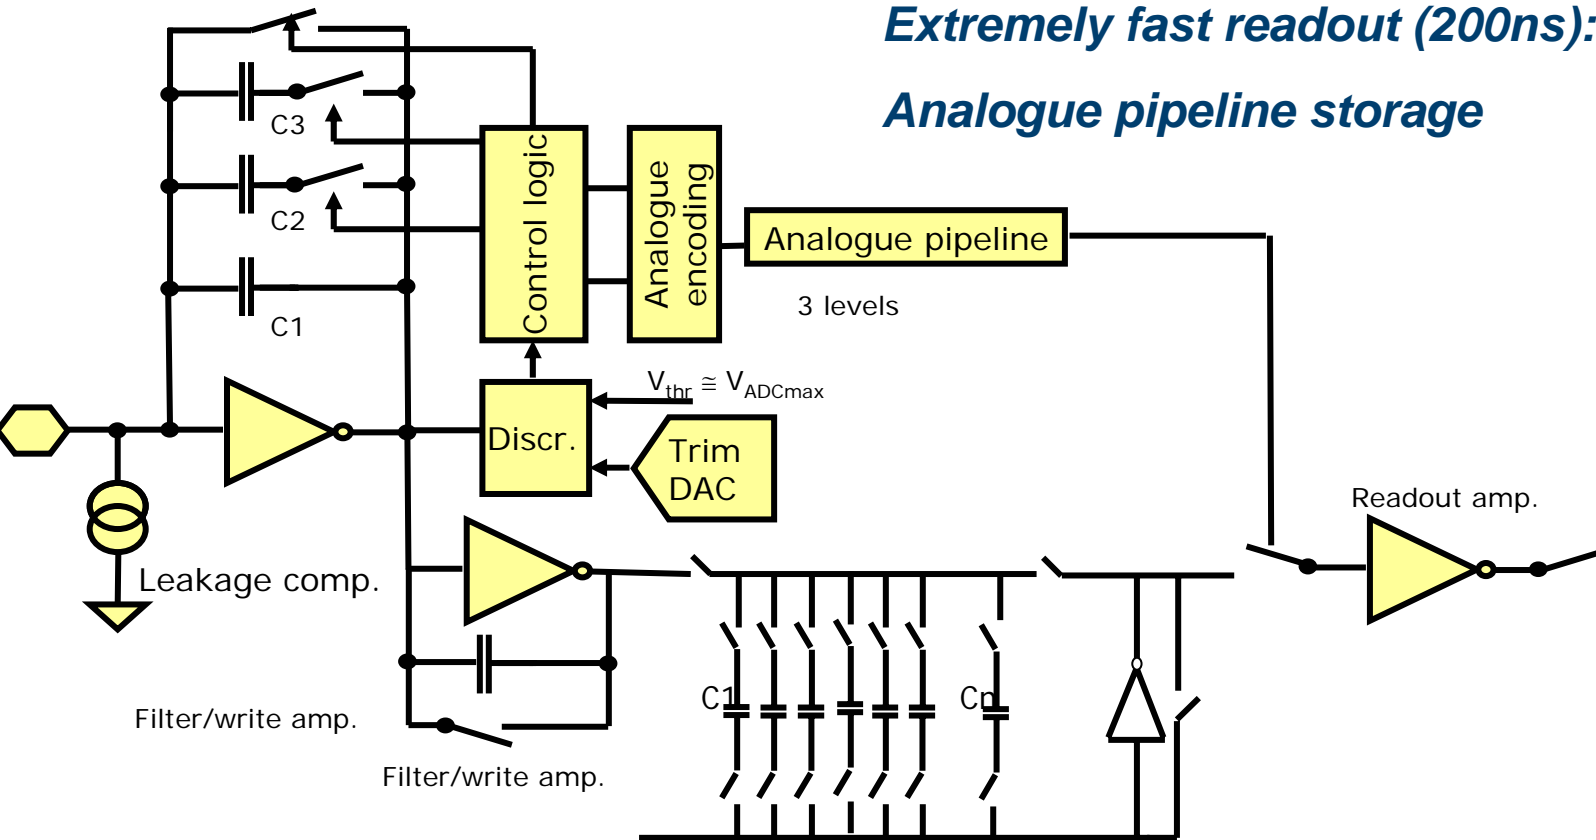 Extremely fast readout (200ns):
Analogue pipeline storage
C3
C2
C1
Control logic
Analogue
encoding
Analogue pipeline
3 levels
Vthr ≅ VADCmax
Discr.
Trim
DAC
Readout amp.
Leakage comp.
C1
Cn
Filter/write amp.
Filter/write amp.